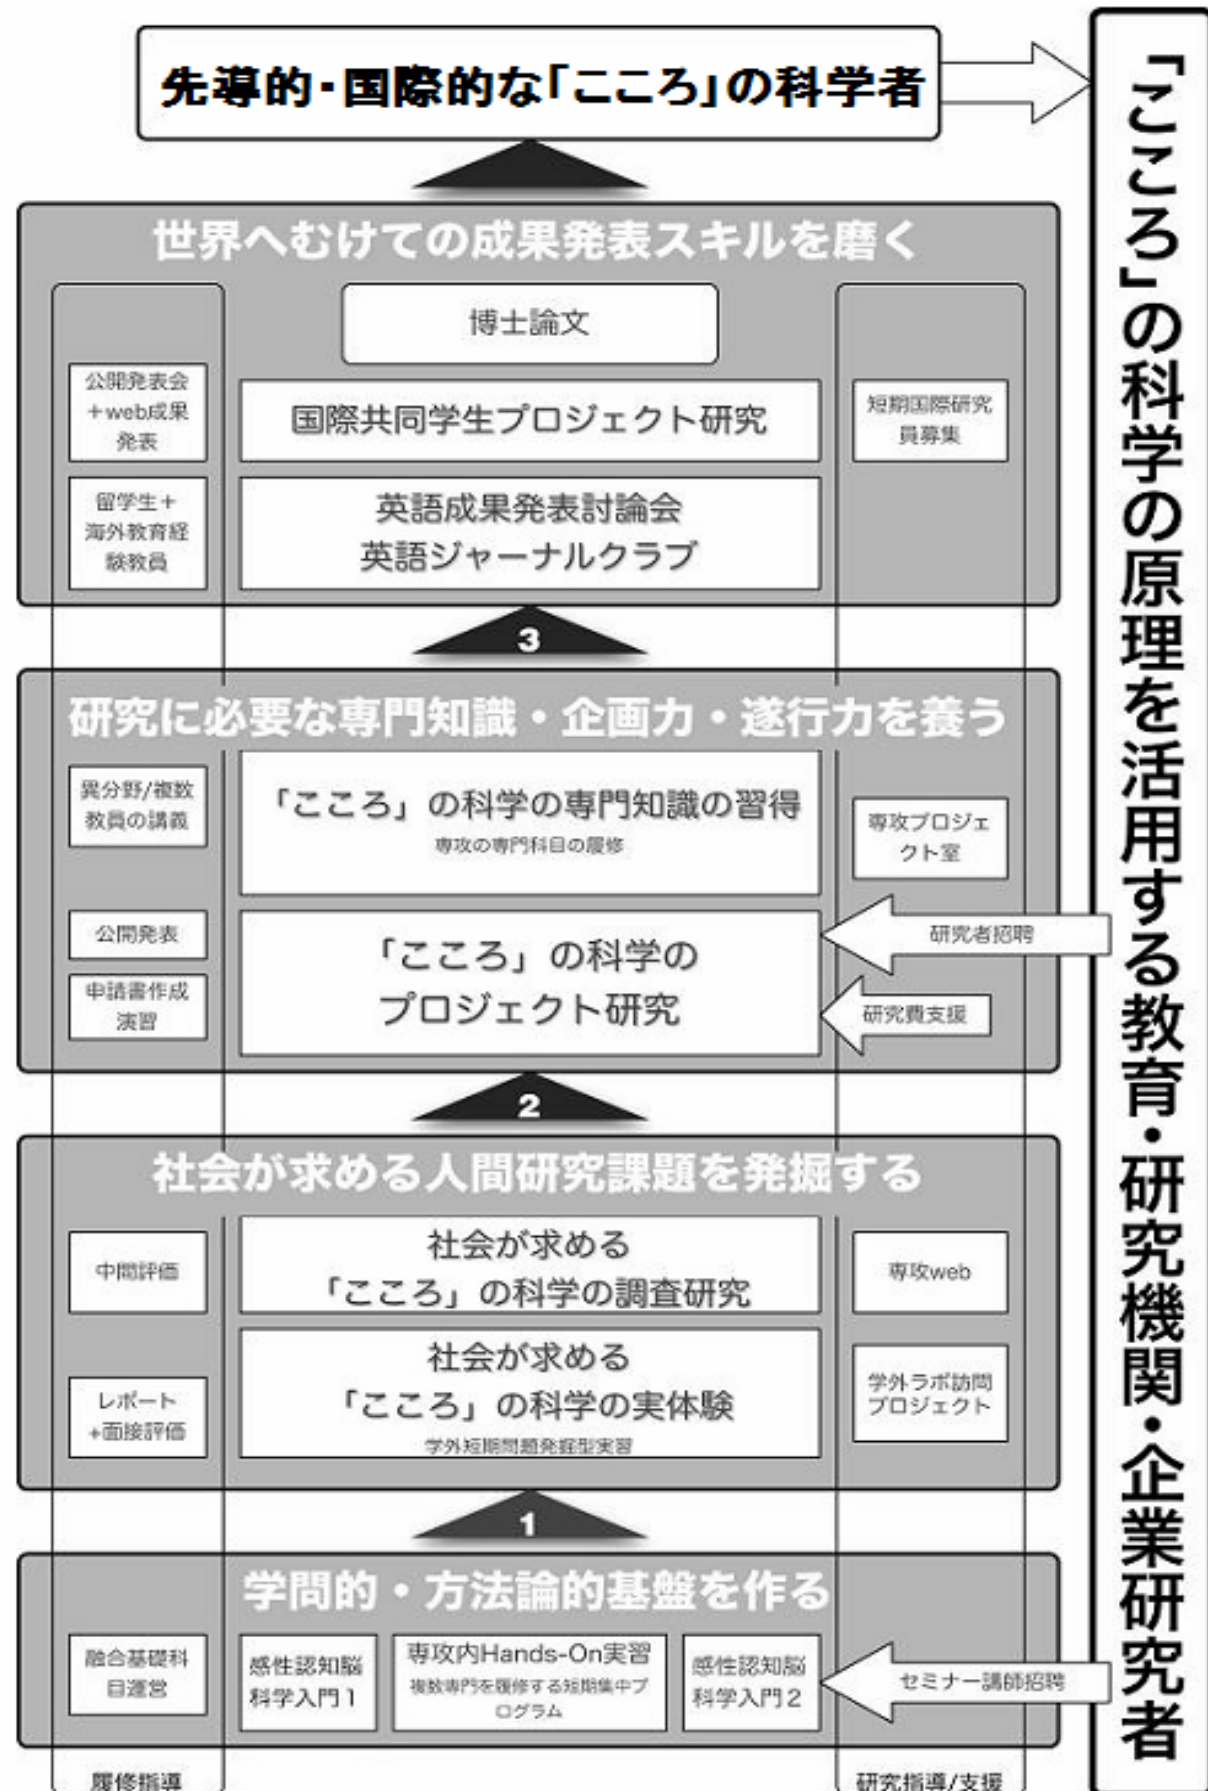 先導的・国際的な「こころ」の科学者
世界へむけての成果発表スキルを磨く
博士論文
公開発表会
+web成果
発表
国際共同学生プロジェクト研究
短期国際研究
員募集
留学生+
海外教育経
験教員
英語成果発表討論会
英語ジャーナルクラブ
3
研究に必要な専門知識・企画力・遂行力を養う
異分野/複数
教員の講義
「こころ」の科学の専門知識の習得
専攻の専門科目の履修
専攻プロジェ
クト室
公開発表
申請書作成
演習
「こころ」の科学の
プロジェクト研究
研究者招聘
研究費支援
2
社会が求める人間研究課題を発掘する
中間評価
社会が求める
「こころ」の科学の調査研究
専攻web
レポート
+面接評価
社会が求める
「こころ」の科学の実体験
学外短期問題発掘型実習
学外ラボ訪問
プロジェクト
1
学問的・方法論的基盤を作る
融合基礎科
目運営
感性認知脳
科学入門1
専攻内Hands-On実習
複数専門を履修する短期集中プ
ログラム
感性認知脳
科学入門2
セミナー講師招聘
履修指導
研究指導/支援
「こころ」の科学の原理を活用する教育・研究機関・企業研究者